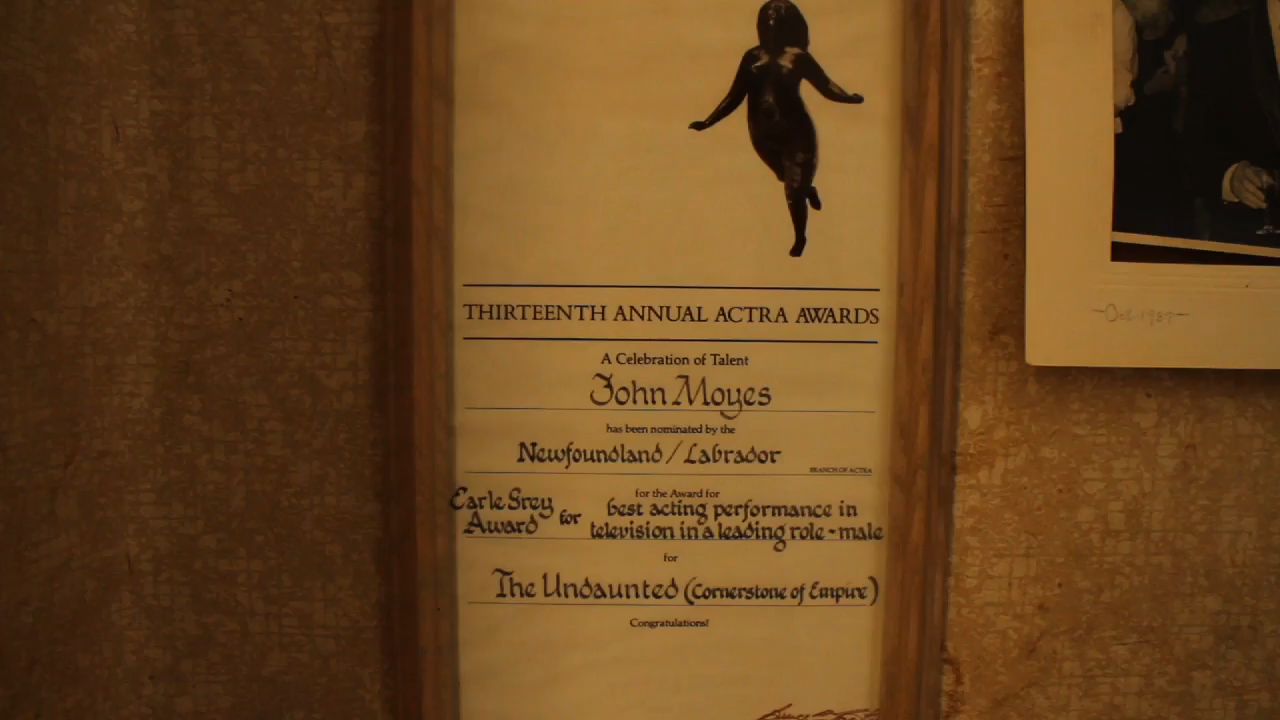 THIRTEENTH ANNUAL ACTRA AWARDS
A Celebration of Talent
John Moyes
has been nominated by the
Newfoundland / Labrador
BRANCH OF ACTRA
for the Award for
Earle Grey Award for best acting performance in
television in a leading role - male
for
The Undaunted (Cornerstone of Empire)
Congratulations!
-Oct. 1987-